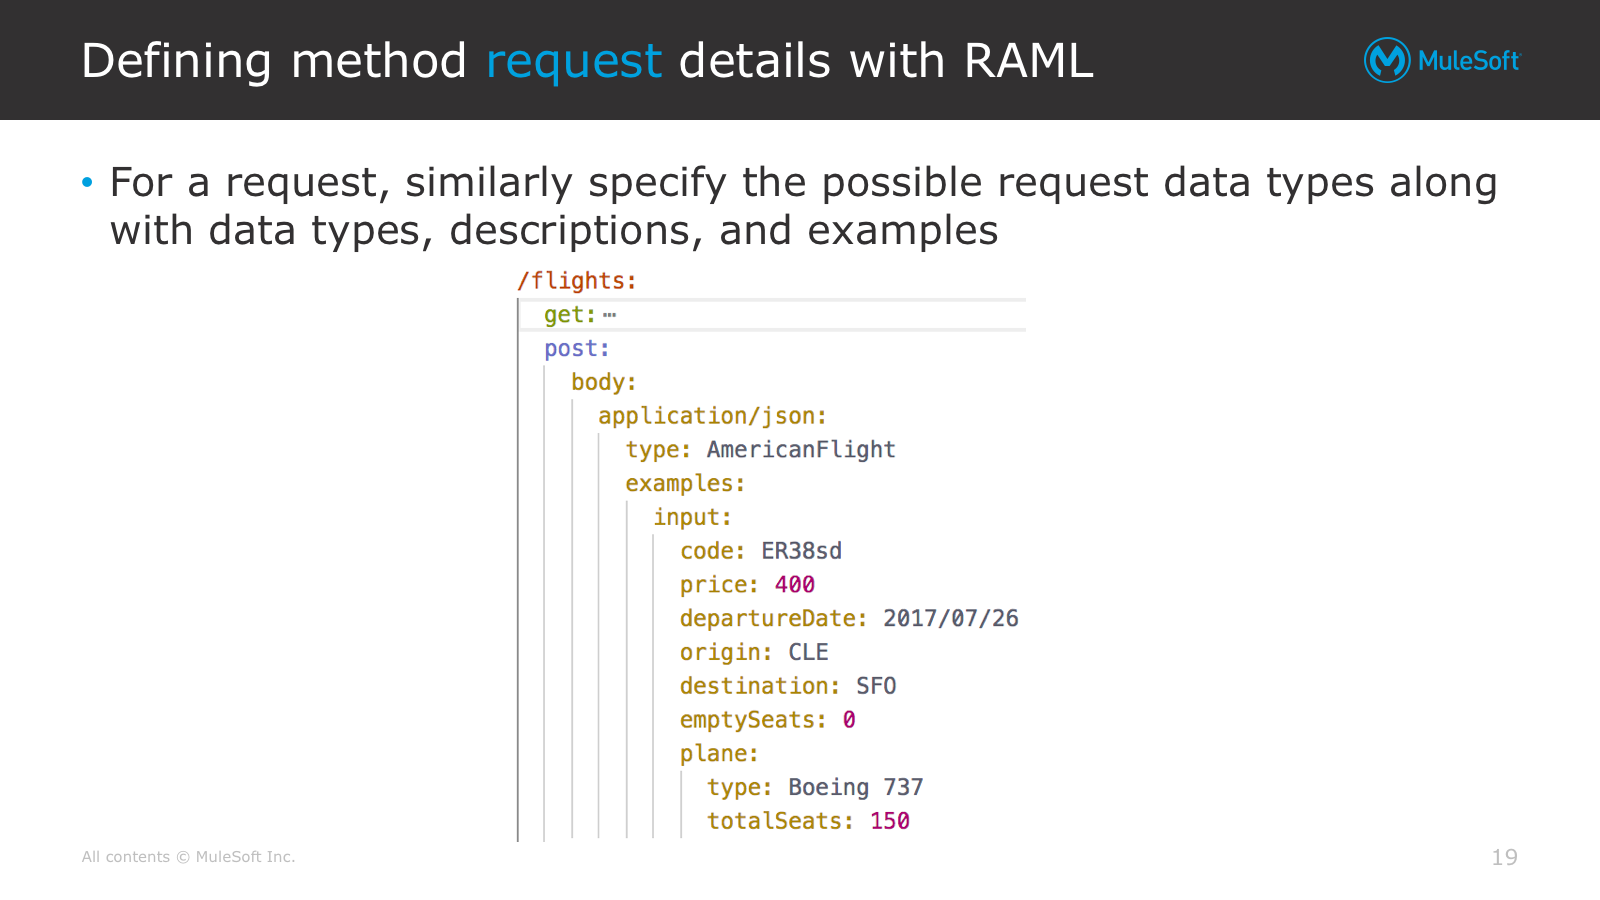 Defining method request details with RAML
MuleSoft
• For a request, similarly specify the possible request data types along
with data types, descriptions, and examples
/flights:
get: ⋯
post:
body:
application/json:
type: AmericanFlight
examples:
input:
code: ER38sd
price: 400
departureDate: 2017/07/26
origin: CLE
destination: SFO
emptySeats: 0
plane:
type: Boeing 737
totalSeats: 150
All contents © MuleSoft Inc.
19